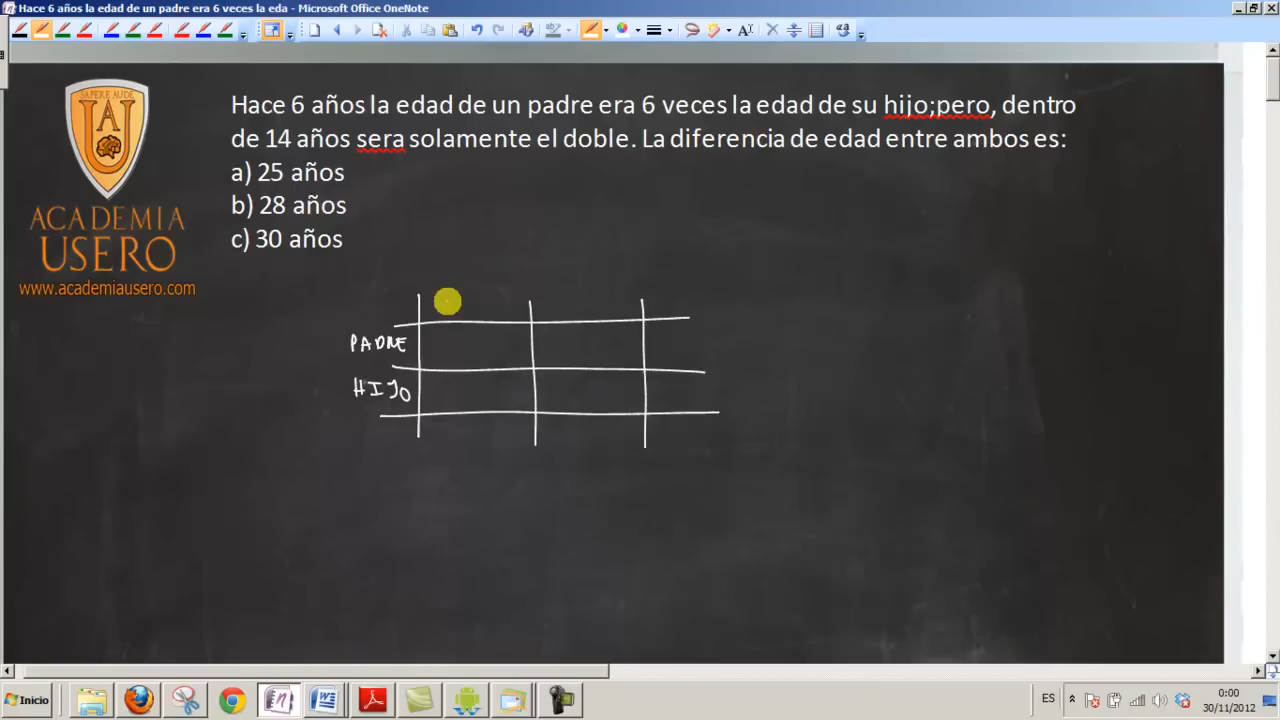 Hace 6 años la edad de un padre era 6 veces la eda - Microsoft Office OneNote
SAPERE AUDE
UA
ACADEMIA
USERO
www.academiausero.com
Hace 6 años la edad de un padre era 6 veces la edad de su hijo;pero, dentro
de 14 años sera solamente el doble. La diferencia de edad entre ambos es:
a) 25 años
b) 28 años
c) 30 años
PADRE
HIJO
Inicio
ES
0:00
30/11/2012